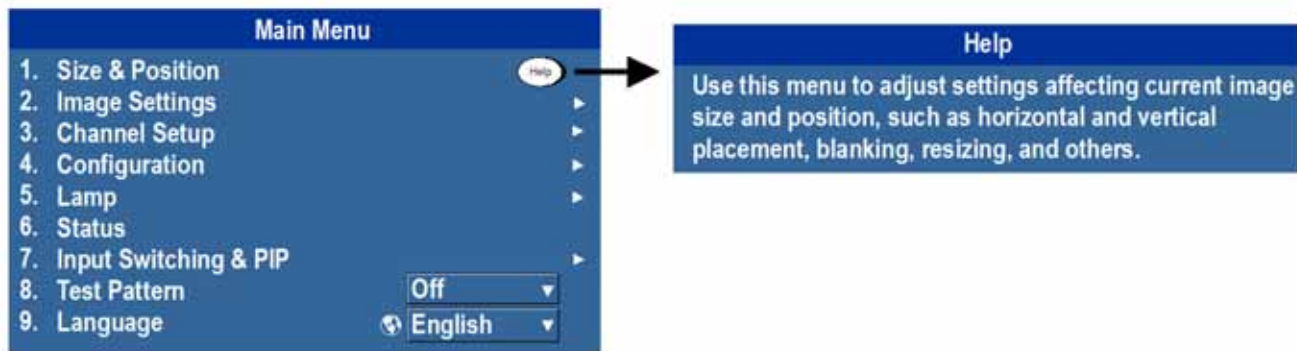 Main Menu
1. Size & Position
Help
2. Image Settings
3. Channel Setup
4. Configuration
5. Lamp
6. Status
7. Input Switching & PIP
8. Test Pattern Off
9. Language English
Help
Use this menu to adjust settings affecting current image
size and position, such as horizontal and vertical
placement, blanking, resizing, and others.